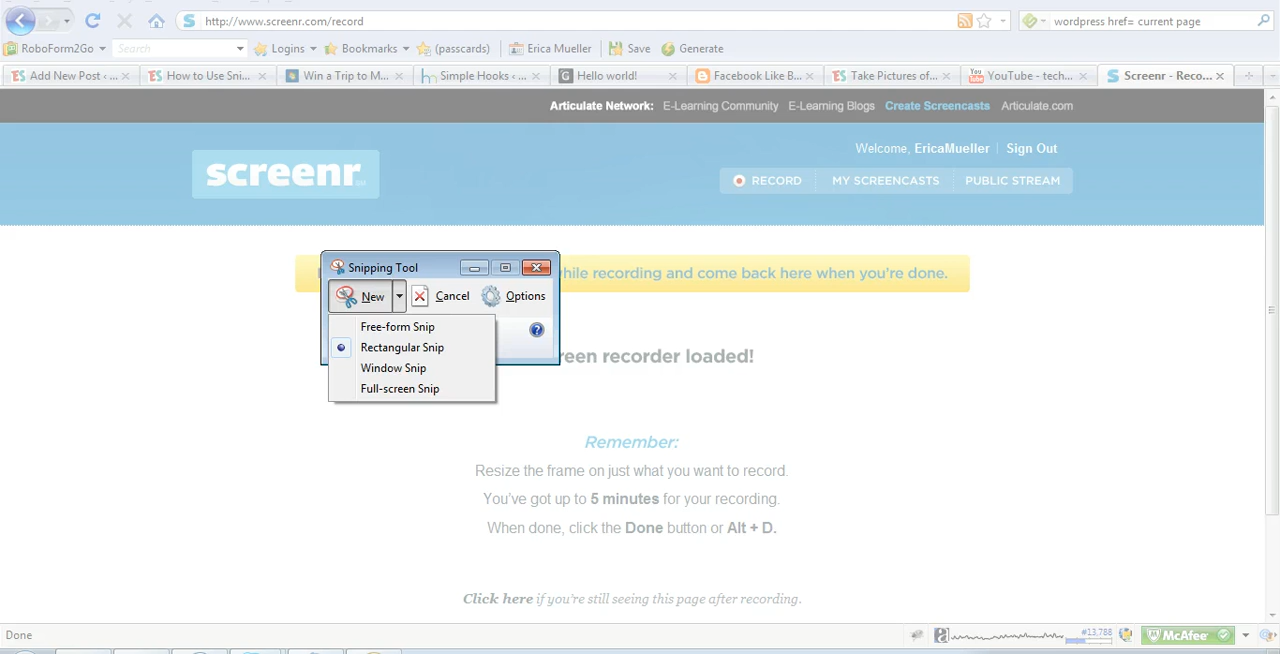 http://www.screenr.com/record
wordpress href= current page
RoboForm2Go
Search
Logins
Bookmarks
(passcards)
Erica Mueller
Save
Generate
Add New Post ‹ ...
How to Use Sni...
Win a Trip to M...
Simple Hooks ‹ ...
Hello world!
Facebook Like B...
Take Pictures of...
YouTube - tech...
Screenr - Reco...
Articulate Network: E-Learning Community E-Learning Blogs Create Screencasts Articulate.com
Welcome, EricaMueller | Sign Out
screenr
RECORD MY SCREENCASTS PUBLIC STREAM
Snipping Tool
while recording and come back here when you're done.
New Cancel Options
Free-form Snip
Rectangular Snip
Window Snip
Full-screen Snip
reen recorder loaded!
Remember:
Resize the frame on just what you want to record.
You've got up to 5 minutes for your recording.
When done, click the Done button or Alt + D.
Click here if you're still seeing this page after recording.
Done
#13,788
McAfee